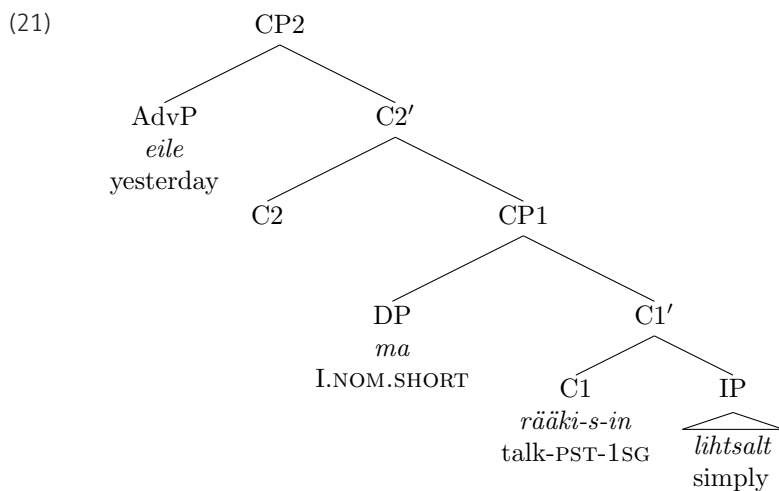 (21) CP2
AdvP C2′
eile
yesterday
C2 CP1
DP C1′
ma
I.NOM.SHORT
C1 IP
rääki-s-in lihtsalt
talk-PST-1SG simply